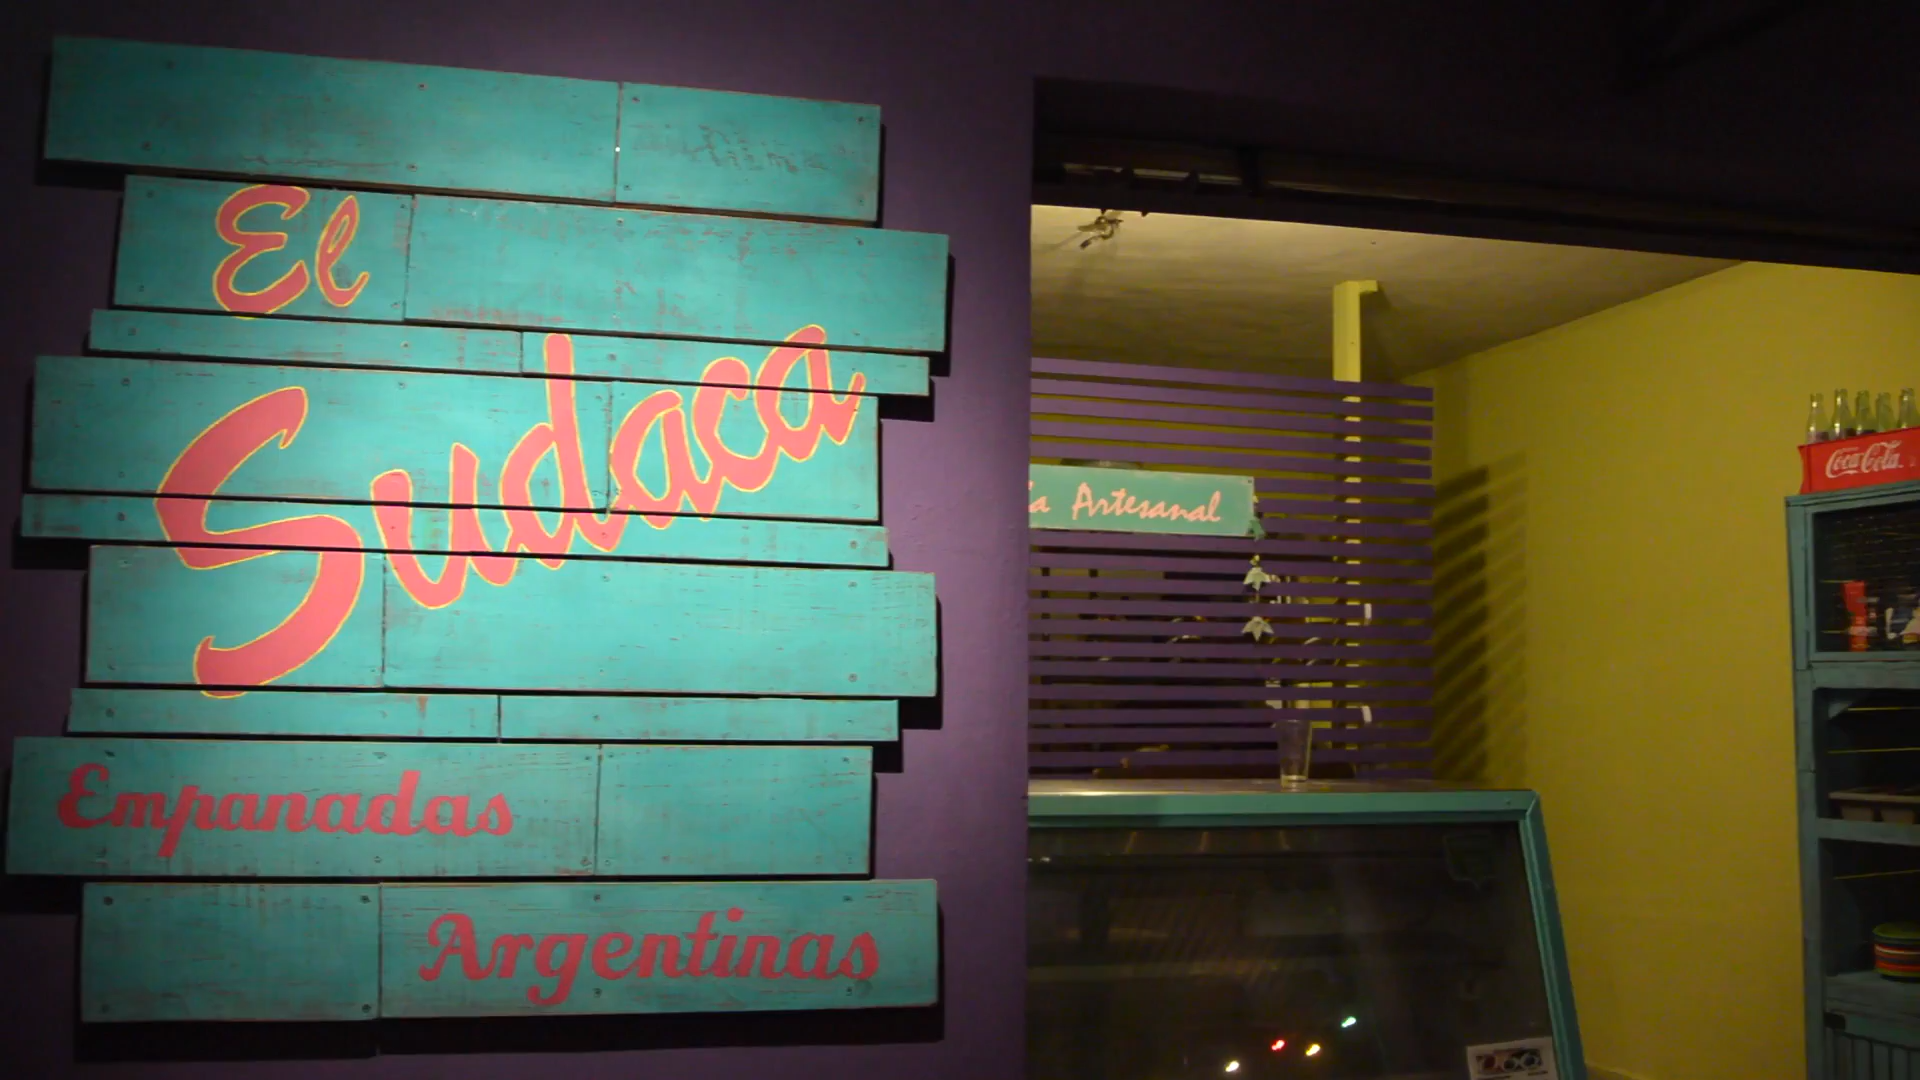 El
Sudaca
Empanadas
Argentinas
a Artesanal
Coca-Cola